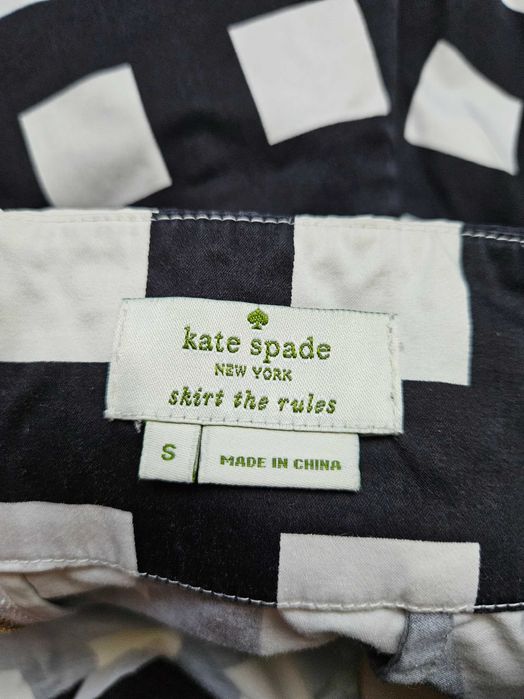 kate spade
NEW YORK
skirt the rules
S
MADE IN CHINA